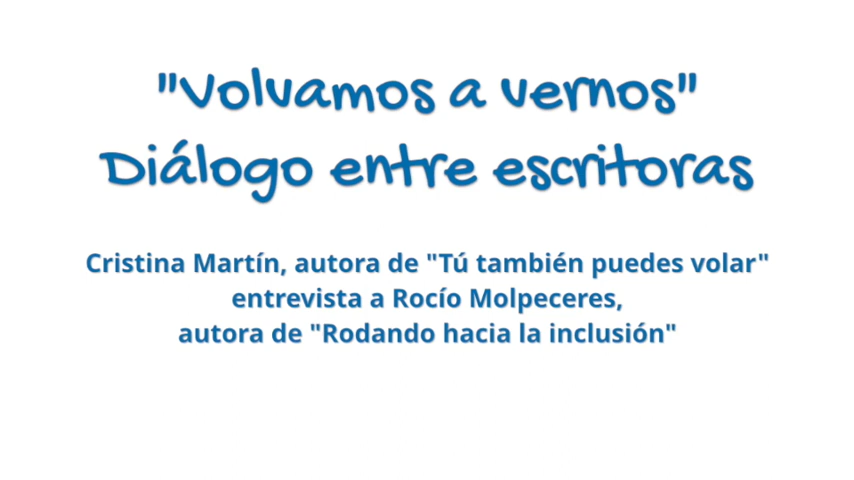 "Volvamos a vernos"
Diálogo entre escritoras
Cristina Martín, autora de "Tú también puedes volar"
entrevista a Rocío Molpeceres,
autora de "Rodando hacia la inclusión"